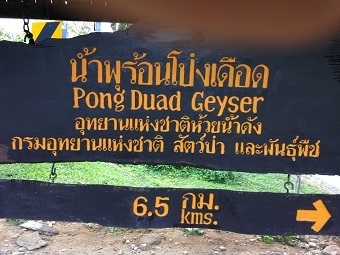 น้ำพุร้อนโป่งเดือด
Pong Duad Geyser
อุทยานแห่งชาติห้วยน้ำดัง
กรมอุทยานแห่งชาติ สัตว์ป่า และพันธุ์พืช
6.5 กม.
kms.